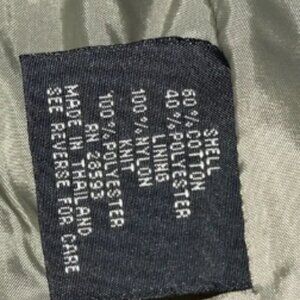 SHELL
60%COTTON
40%POLYESTER
LINING
100%NYLON
KNIT
100%POLYESTER
RN 26593
MADE IN THAILAND
SEE REVERSE FOR CARE